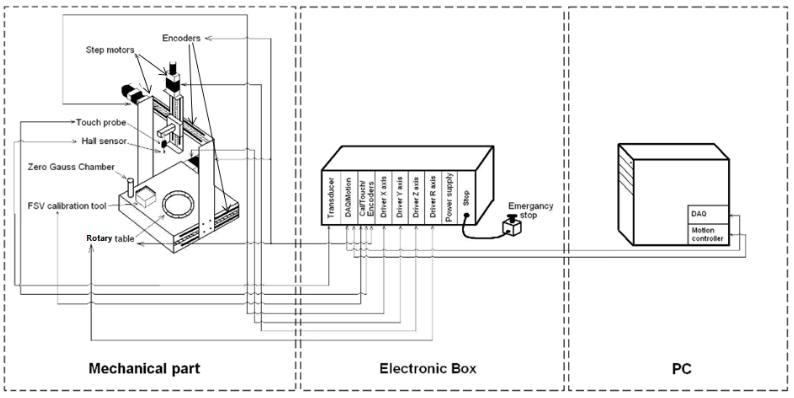 Encoders
Step motors
Touch probe
Hall sensor
Zero Gauss Chamber
FSV calibration tool
Rotary table
Mechanical part
Transducer
DAQ/Motion
Cal/Touch/
Encoders
Driver X axis
Driver Y axis
Driver Z axis
Driver R axis
Power supply
Stop
Emergancy
stop
Electronic Box
DAQ
Motion
controller
PC